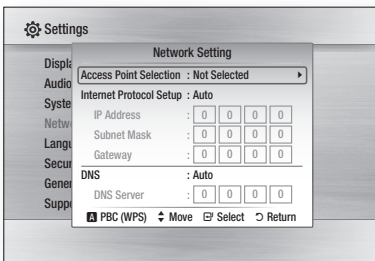 Settings
Network Setting
Displa
Audio
Syste
Netwo
Langu
Secur
Gener
Suppo
Access Point Selection : Not Selected
Internet Protocol Setup : Auto
IP Address : 0 0 0 0
Subnet Mask : 0 0 0 0
Gateway : 0 0 0 0
DNS : Auto
DNS Server : 0 0 0 0
A PBC (WPS) Move Select Return